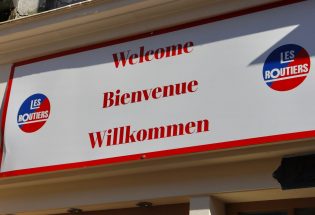 Welcome
Bienvenue
Willkommen
LES
ROUTIERS
LES
ROUTIERS